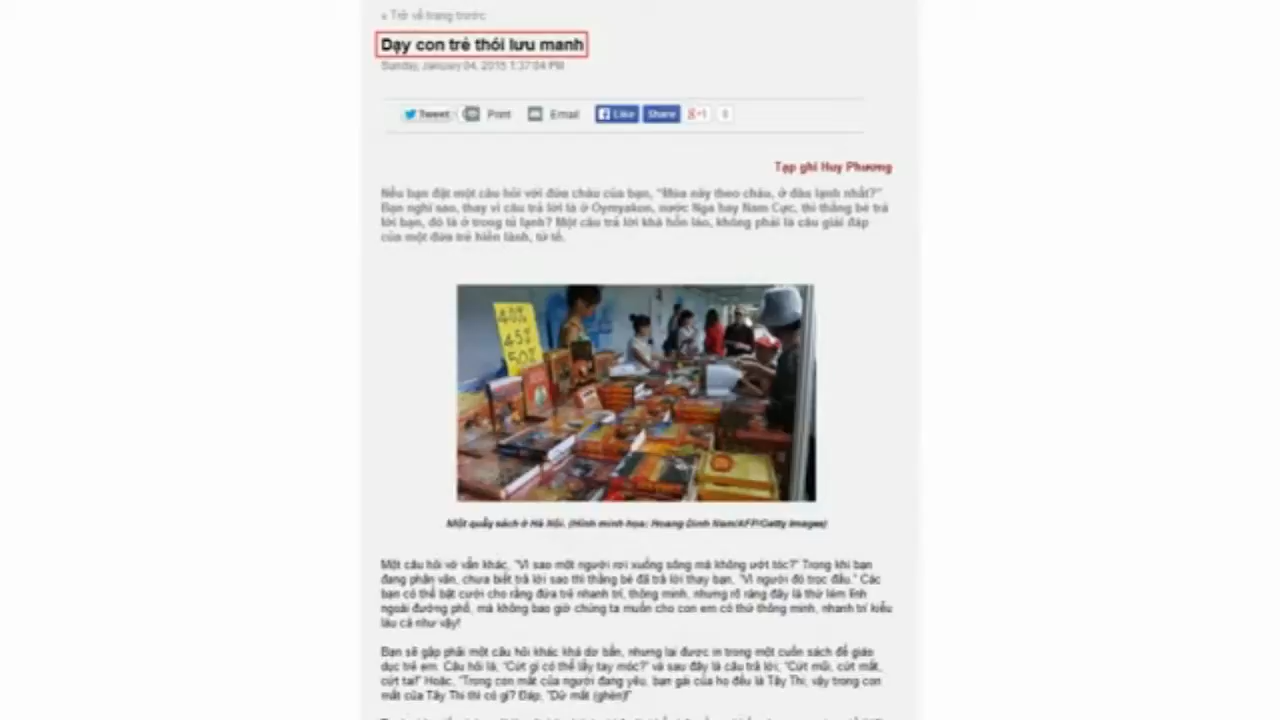 « Trở về trang trước
Dạy con trẻ thói lưu manh
Sunday, January 04, 2015 1:37:04 PM
Tweet Print Email Like Share +1 0
Tạp ghi Huy Phương
Nếu bạn đặt một câu hỏi với đứa cháu của bạn, “Mùa này theo cháu, ở đâu lạnh nhất?”
Bạn nghĩ sao, thay vì câu trả lời là ở Oymyakon, nước Nga hay Nam Cực, thì thằng bé trả
lời bạn, đó là ở trong tủ lạnh? Một câu trả lời khá hỗn láo, không phải là câu giải đáp
của một đứa trẻ hiền lành, tử tế.
40%
45%
50%
Một quầy sách ở Hà Nội. (Hình minh họa: Hoang Dinh Nam/AFP/Getty Images)
Một câu hỏi vớ vẩn khác, “Vì sao một người rơi xuống sông mà không ướt tóc?” Trong khi bạn
đang phân vân, chưa biết trả lời sao thì thằng bé đã trả lời thay bạn, “Vì người đó trọc đầu.” Các
bạn có thể bật cười cho rằng đứa trẻ nhanh trí, thông minh, nhưng rõ ràng đây là thứ lém lỉnh
ngoài đường phố, mà không bao giờ chúng ta muốn cho con em có thứ thông minh, nhanh trí kiểu
láu cá như vậy!
Bạn sẽ gặp phải một câu hỏi khác khá dơ bẩn, nhưng lại được in trong một cuốn sách để giáo
dục trẻ em. Câu hỏi là, “Cứt gì có thể lấy tay móc?” và sau đây là câu trả lời, “Cứt mũi, cứt mắt,
cứt tai!” Hoặc, “Trong con mắt của người đang yêu, bạn gái của họ đều là Tây Thi, vậy trong con
mắt của Tây Thi thì có gì? Đáp, “Dử mắt (ghèn)!”